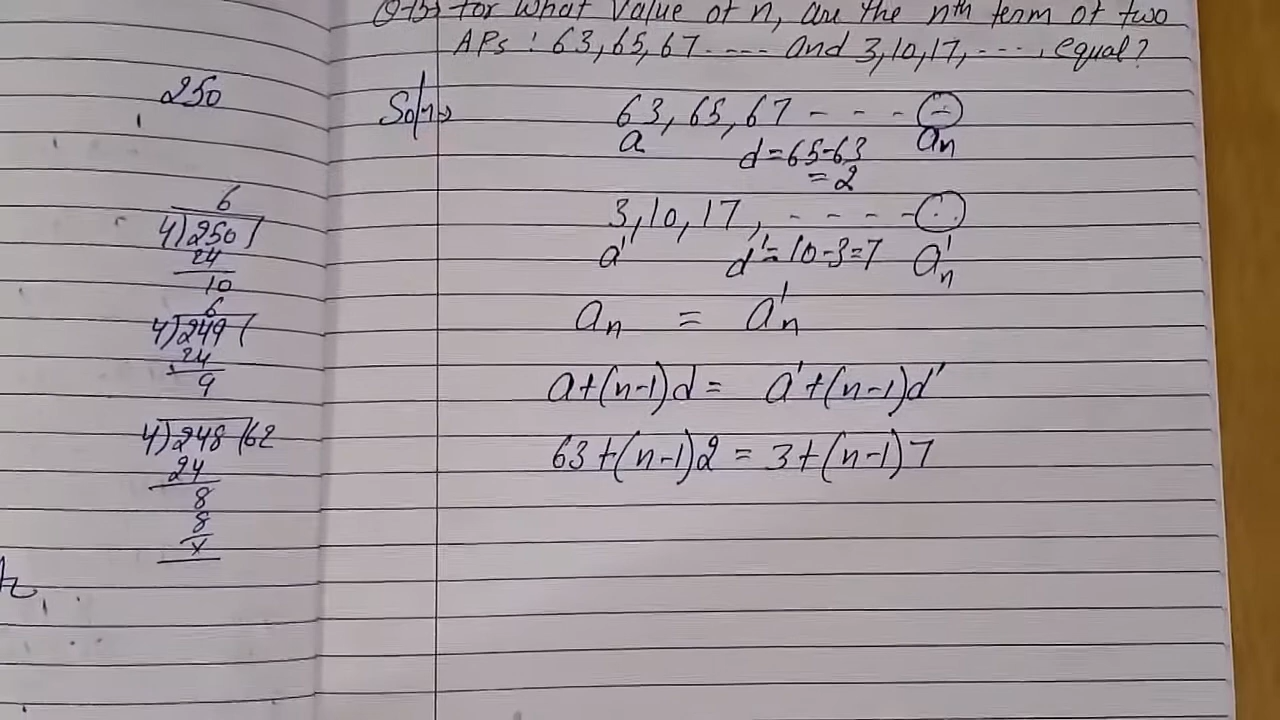 Q-15) For what value of n, are the nth term of two
APs : 63, 65, 67 ---- and 3, 10, 17, ---, equal?
Soln→
63, 65, 67 - - - -
a d = 65-63 an
= 2
3, 10, 17, - - - -
a' d' = 10-3=7 a'n
an = a'n
a+(n-1)d = a'+(n-1)d'
63+(n-1)2 = 3+(n-1)7
250
6
4)250(
24
10
6
4)249(
24
9
4)248(62
24
8
8
x